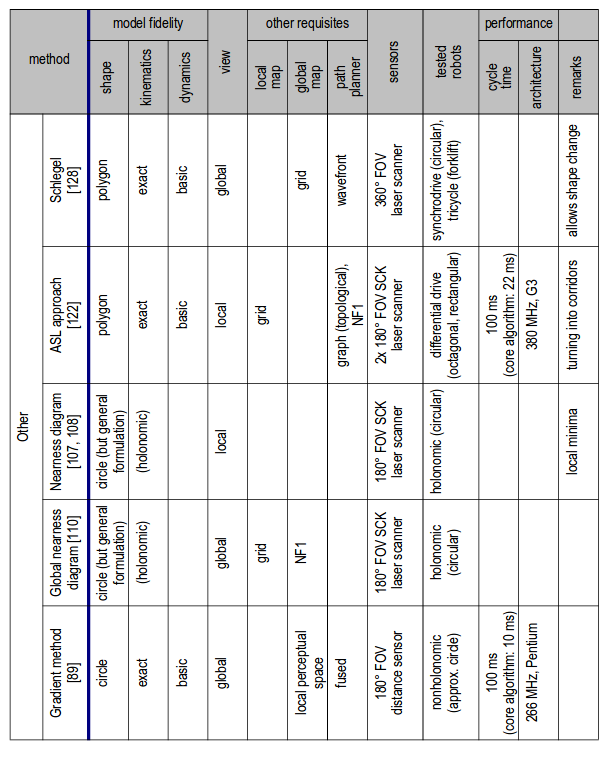 method
model fidelity
shape
kinematics
dynamics
view
other requisites
local
map
global
map
path
planner
sensors
tested
robots
performance
cycle
time
architecture
remarks
Other
Schlegel
[128]
polygon
exact
basic
global
grid
wavefront
360° FOV
laser scanner
synchrodrive (circular),
tricycle (forklift)
allows shape change
ASL approach
[122]
polygon
exact
basic
local
grid
graph (topological),
NF1
2x 180° FOV SCK
laser scanner
differential drive
(octagonal, rectangular)
100 ms
(core algorithm: 22 ms)
380 MHz, G3
turning into corridors
Nearness diagram
[107, 108]
circle (but general
formulation)
(holonomic)
local
180° FOV SCK
laser scanner
holonomic (circular)
local minima
Global nearness
diagram [110]
circle (but general
formulation)
(holonomic)
global
grid
NF1
180° FOV SCK
laser scanner
holonomic
(circular)
Gradient method
[89]
circle
exact
basic
global
local perceptual
space
fused
180° FOV
distance sensor
nonholonomic
(approx. circle)
100 ms
(core algorithm: 10 ms)
266 MHz, Pentium